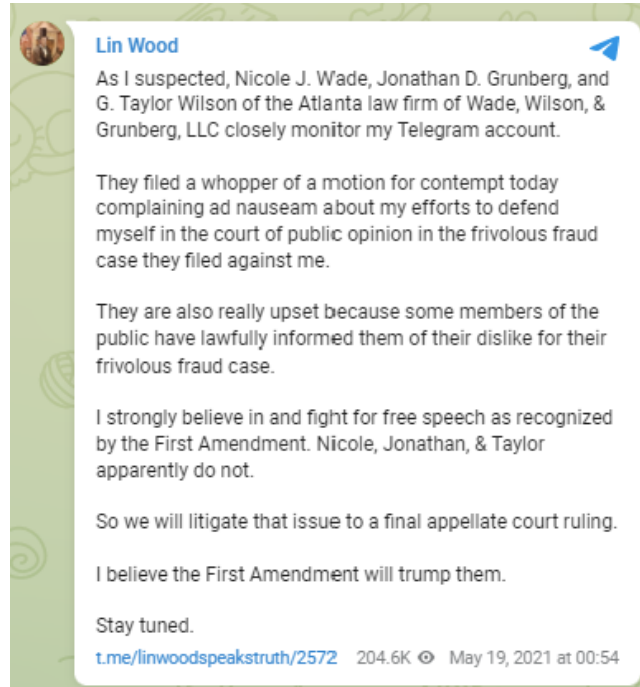 Lin Wood
As I suspected, Nicole J. Wade, Jonathan D. Grunberg, and
G. Taylor Wilson of the Atlanta law firm of Wade, Wilson, &
Grunberg, LLC closely monitor my Telegram account.
They filed a whopper of a motion for contempt today
complaining ad nauseam about my efforts to defend
myself in the court of public opinion in the frivolous fraud
case they filed against me.
They are also really upset because some members of the
public have lawfully informed them of their dislike for their
frivolous fraud case.
I strongly believe in and fight for free speech as recognized
by the First Amendment. Nicole, Jonathan, & Taylor
apparently do not.
So we will litigate that issue to a final appellate court ruling.
I believe the First Amendment will trump them.
Stay tuned.
t.me/linwoodspeakstruth/2572 204.6K May 19, 2021 at 00:54